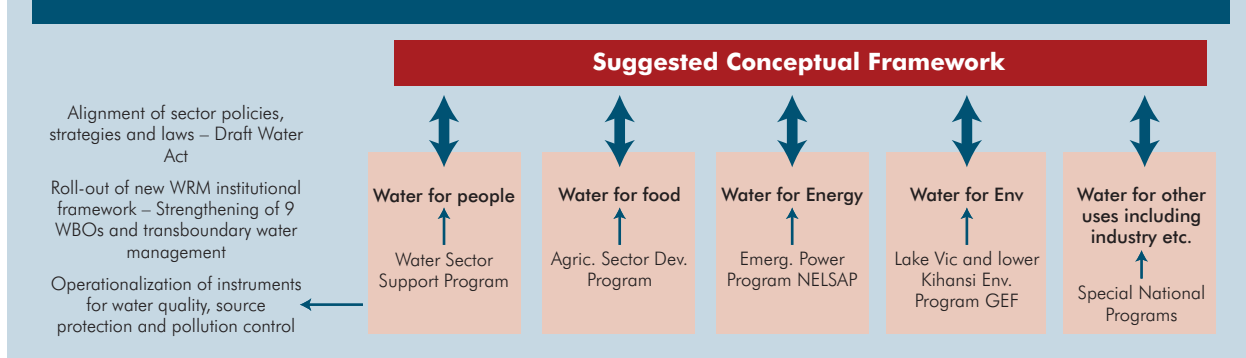 Suggested Conceptual Framework
Alignment of sector policies,
strategies and laws – Draft Water
Act
Roll-out of new WRM institutional
framework – Strengthening of 9
WBOs and transboundary water
management
Operationalization of instruments
for water quality, source
protection and pollution control
Water for people
Water Sector
Support Program
Water for food
Agric. Sector Dev.
Program
Water for Energy
Emerg. Power
Program NELSAP
Water for Env
Lake Vic and lower
Kihansi Env.
Program GEF
Water for other
uses including
industry etc.
Special National
Programs